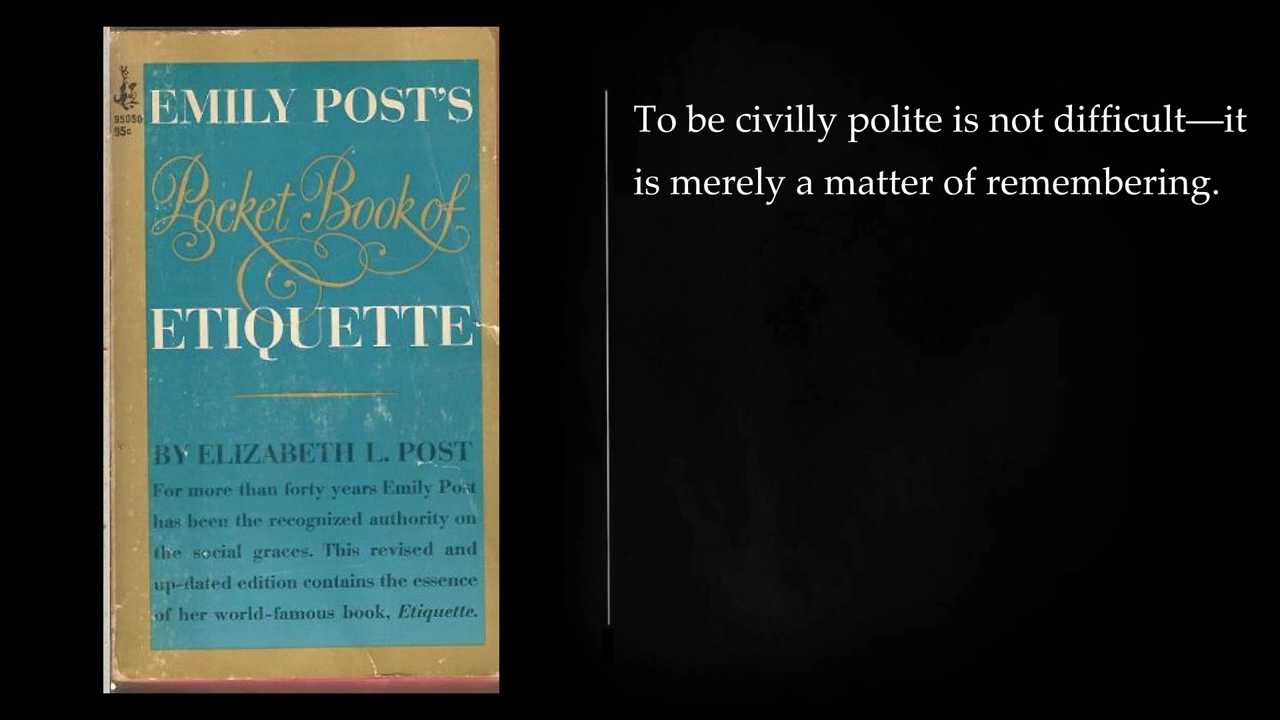 EMILY POST'S
Pocket Book of
ETIQUETTE
95050
95c
BY ELIZABETH L. POST
For more than forty years Emily Post
has been the recognized authority on
the social graces. This revised and
up-dated edition contains the essence
of her world-famous book, Etiquette.
To be civilly polite is not difficult—it
is merely a matter of remembering.